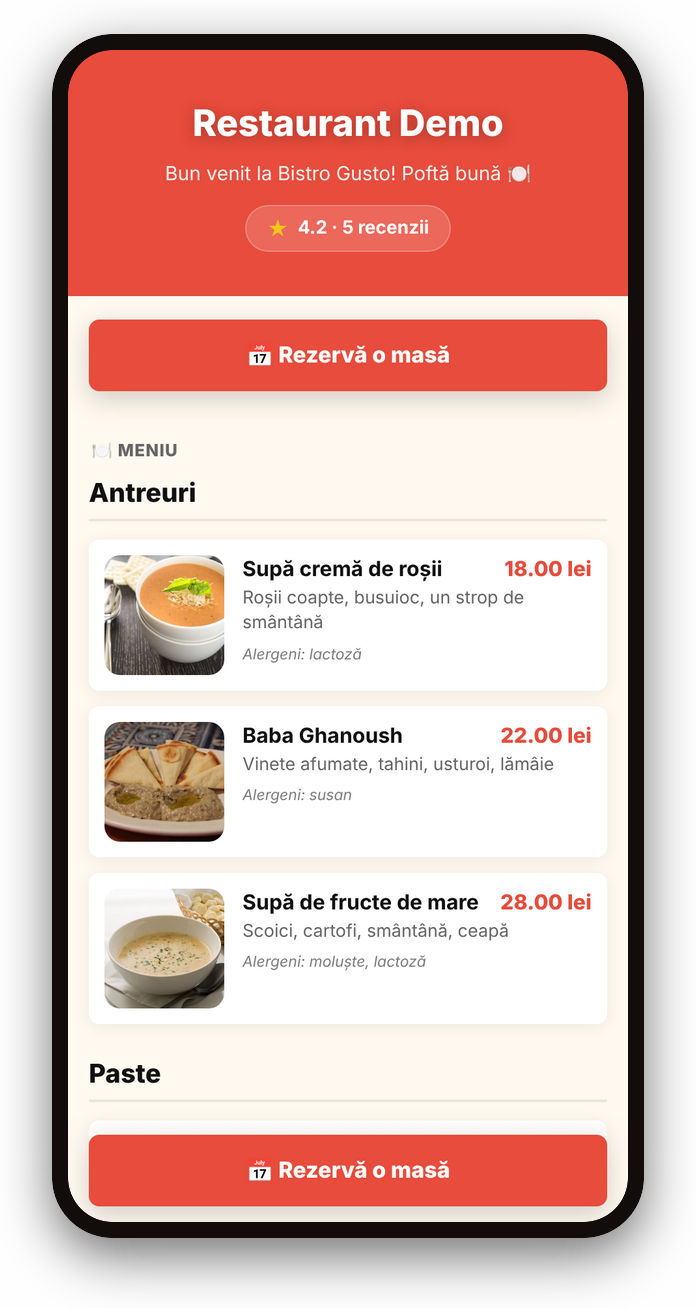 Restaurant Demo
Bun venit la Bistro Gusto! Poftă bună 🍽️
★ 4.2 · 5 recenzii
📅 Rezervă o masă
🍽️ MENIU
Antreuri
Supă cremă de roșii 18.00 lei
Roșii coapte, busuioc, un strop de
smântână
Alergeni: lactoză
Baba Ghanoush 22.00 lei
Vinete afumate, tahini, usturoi, lămâie
Alergeni: susan
Supă de fructe de mare 28.00 lei
Scoici, cartofi, smântână, ceapă
Alergeni: moluște, lactoză
Paste
📅 Rezervă o masă